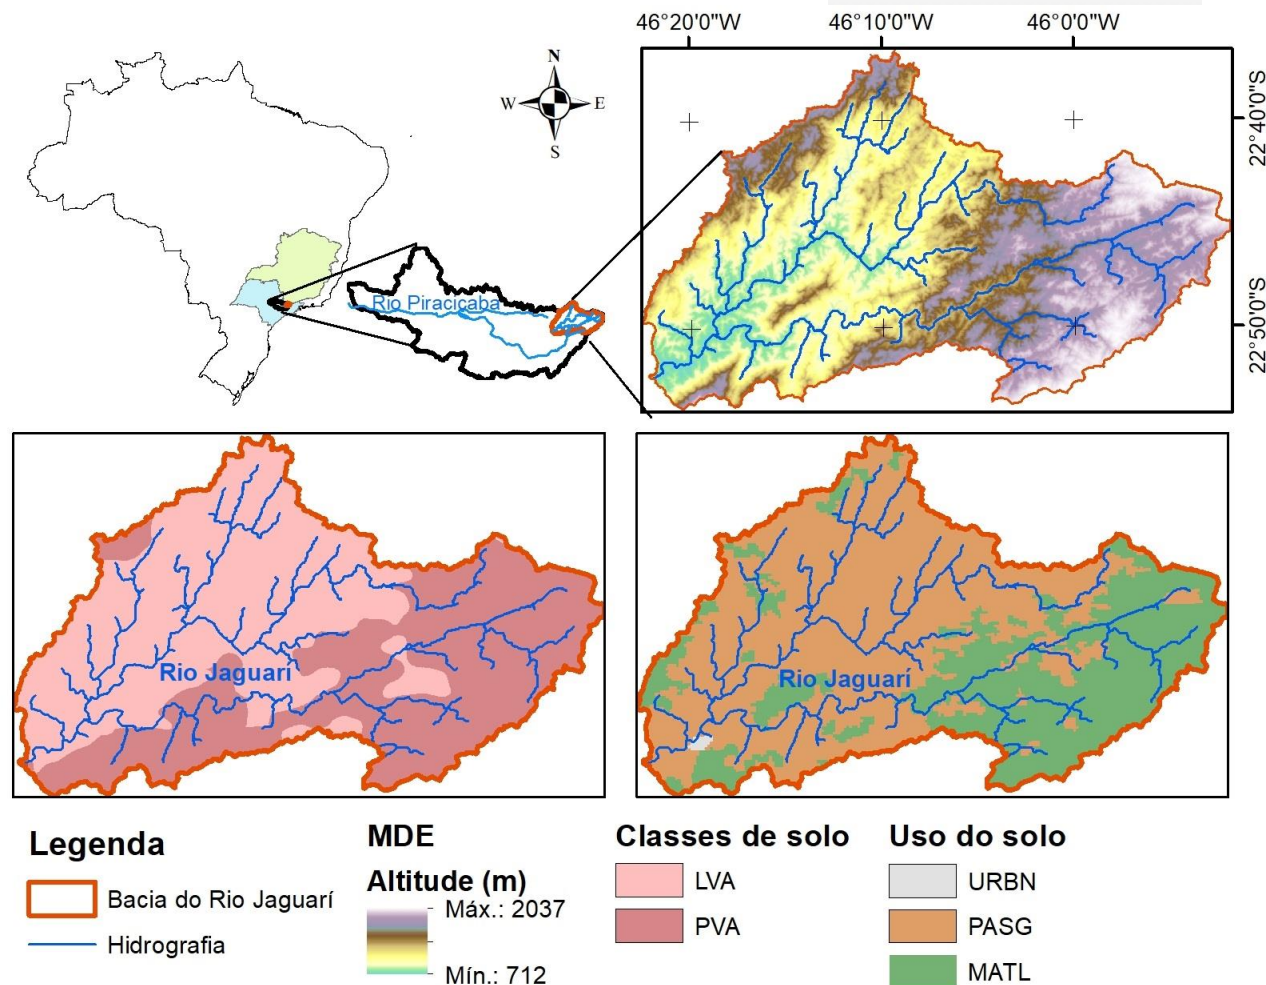 46°20'0"W 46°10'0"W 46°0'0"W
N
W E
S
22°40'0"S
22°50'0"S
Rio Piracicaba
Rio Jaguarí
Rio Jaguarí
Legenda
Bacia do Rio Jaguarí
Hidrografia
MDE
Altitude (m)
Máx.: 2037
Mín.: 712
Classes de solo
LVA
PVA
Uso do solo
URBN
PASG
MATL